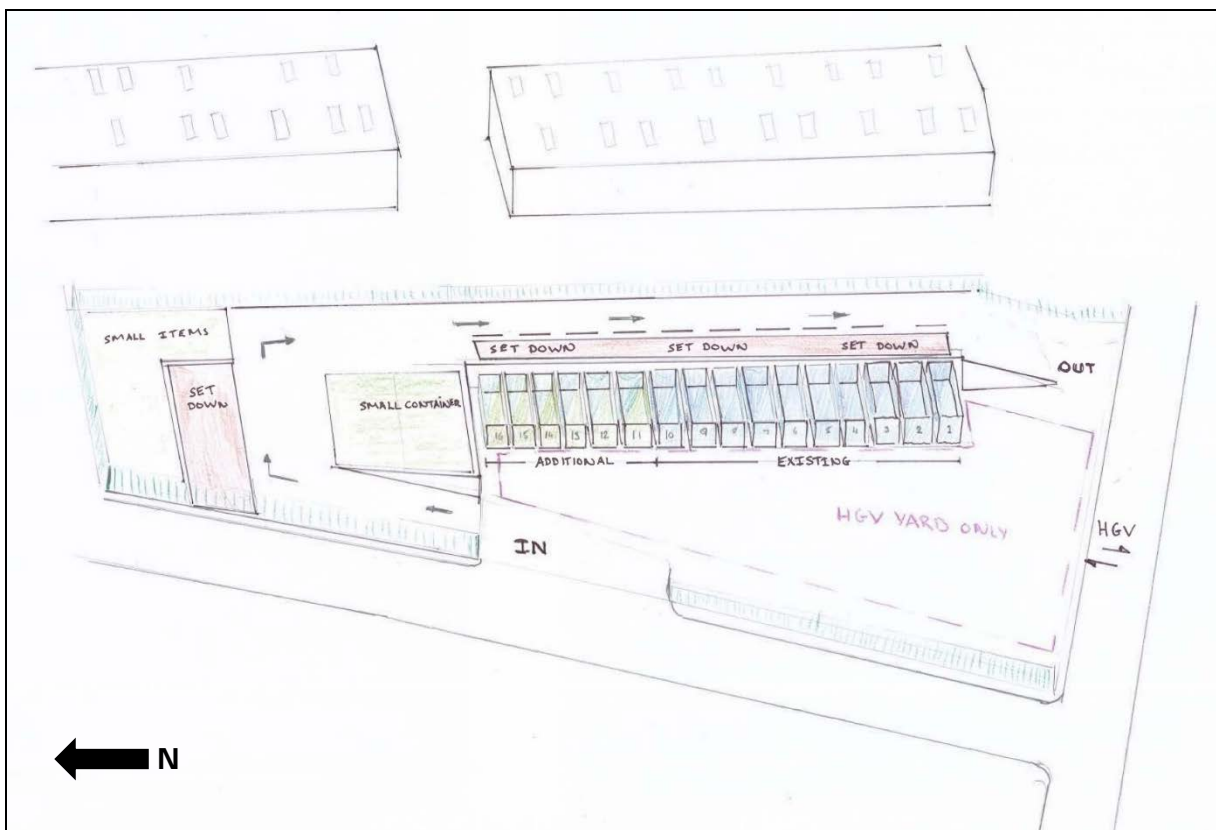 SMALL ITEMS
SET DOWN SET DOWN SET DOWN
OUT
SET
DOWN
SMALL CONTAINER
16 15 14 13 12 11 10 9 8 7 6 5 4 3 2 1
ADDITIONAL EXISTING
HGV YARD ONLY
HGV
IN
N